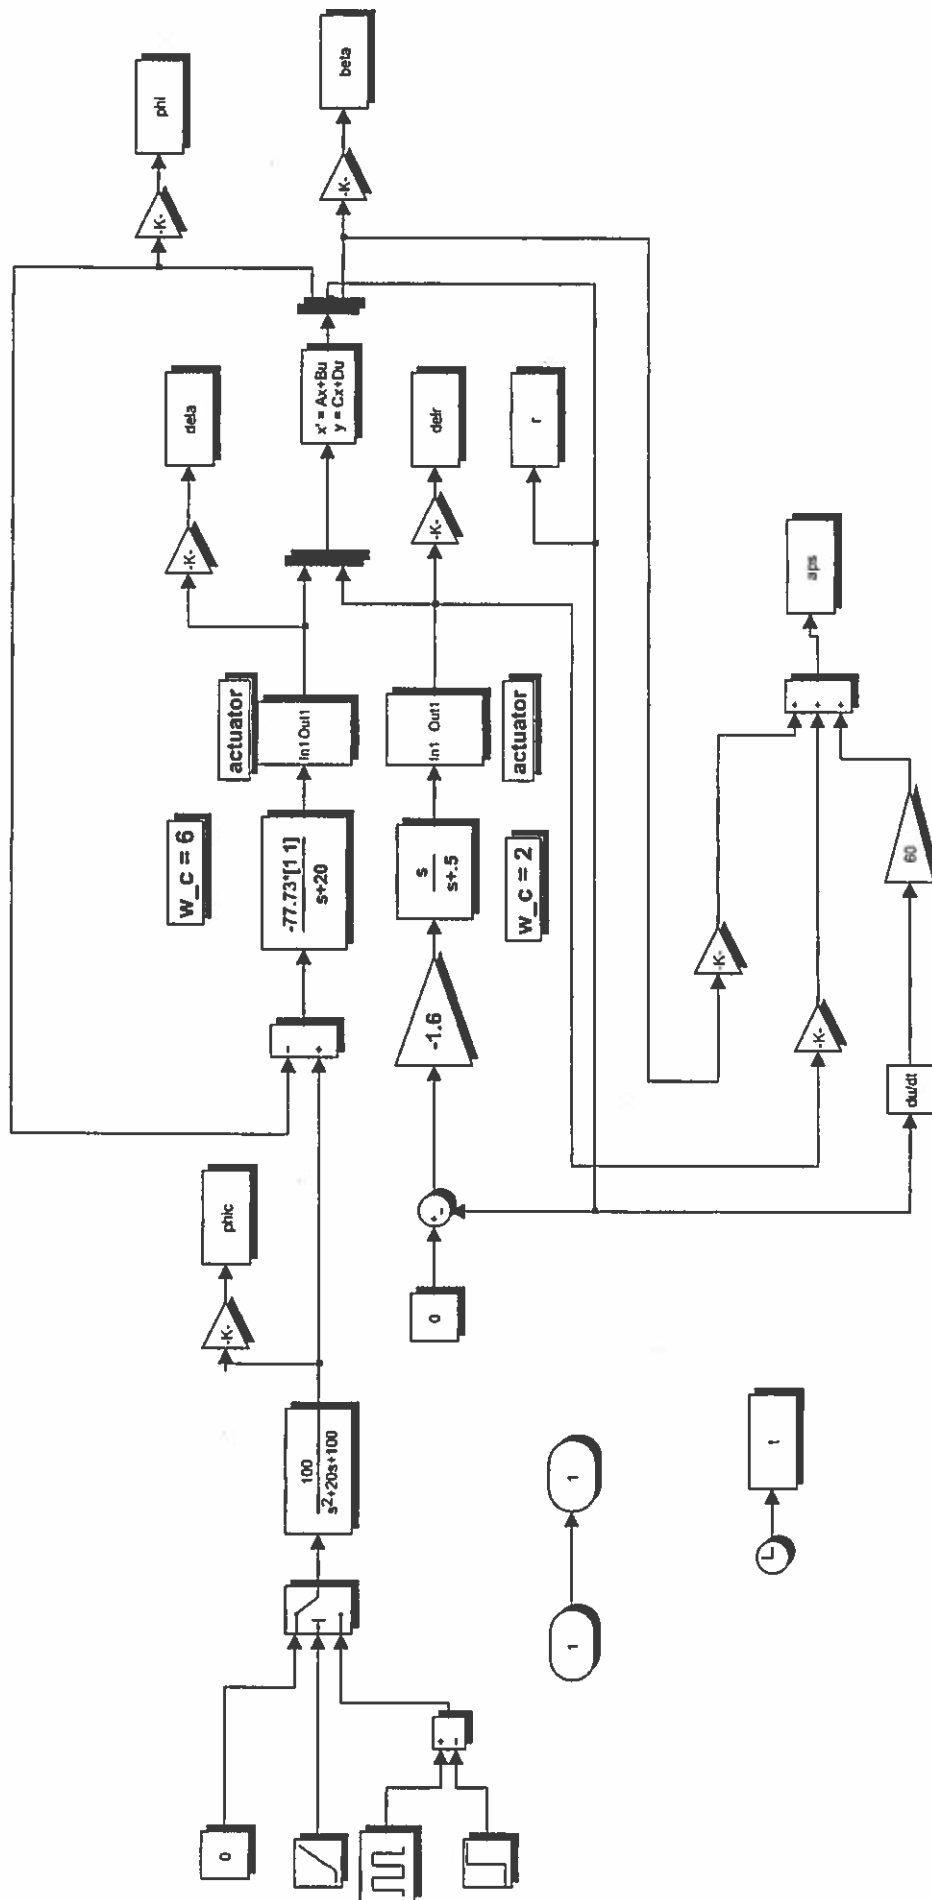 0
+
-
100
s²+20s+100
-K-
phic
0
+
-
-
+
-77.73*[1 1]
s+20
w_c = 6
In1 Out1
actuator
-1.6
s
s+.5
w_c = 2
In1 Out1
actuator
-K-
dela
x' = Ax+Bu
y = Cx+Du
-K-
delr
r
-K-
phi
-K-
beta
-K-
-K-
du/dt
60
+
+
+
aps
1
1
t